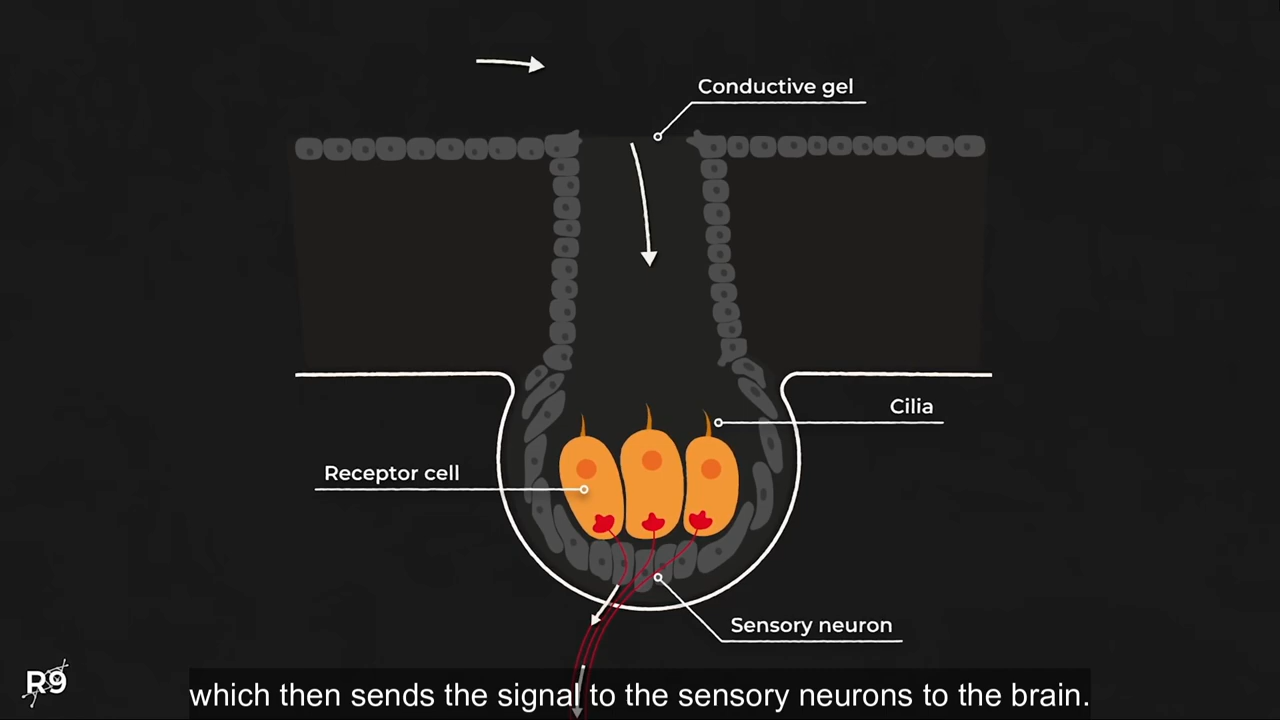 Conductive gel
Cilia
Receptor cell
Sensory neuron
R9
which then sends the signal to the sensory neurons to the brain.